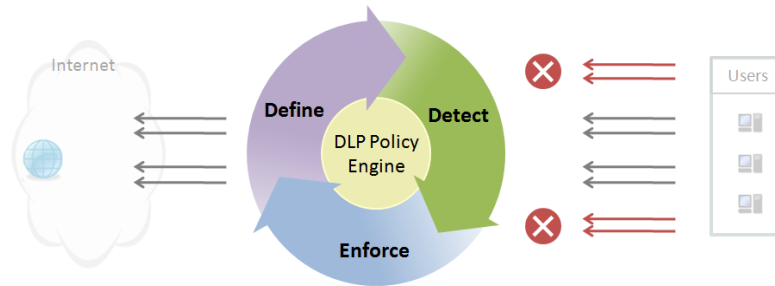 Internet
Users
Define
Detect
DLP Policy
Engine
Enforce